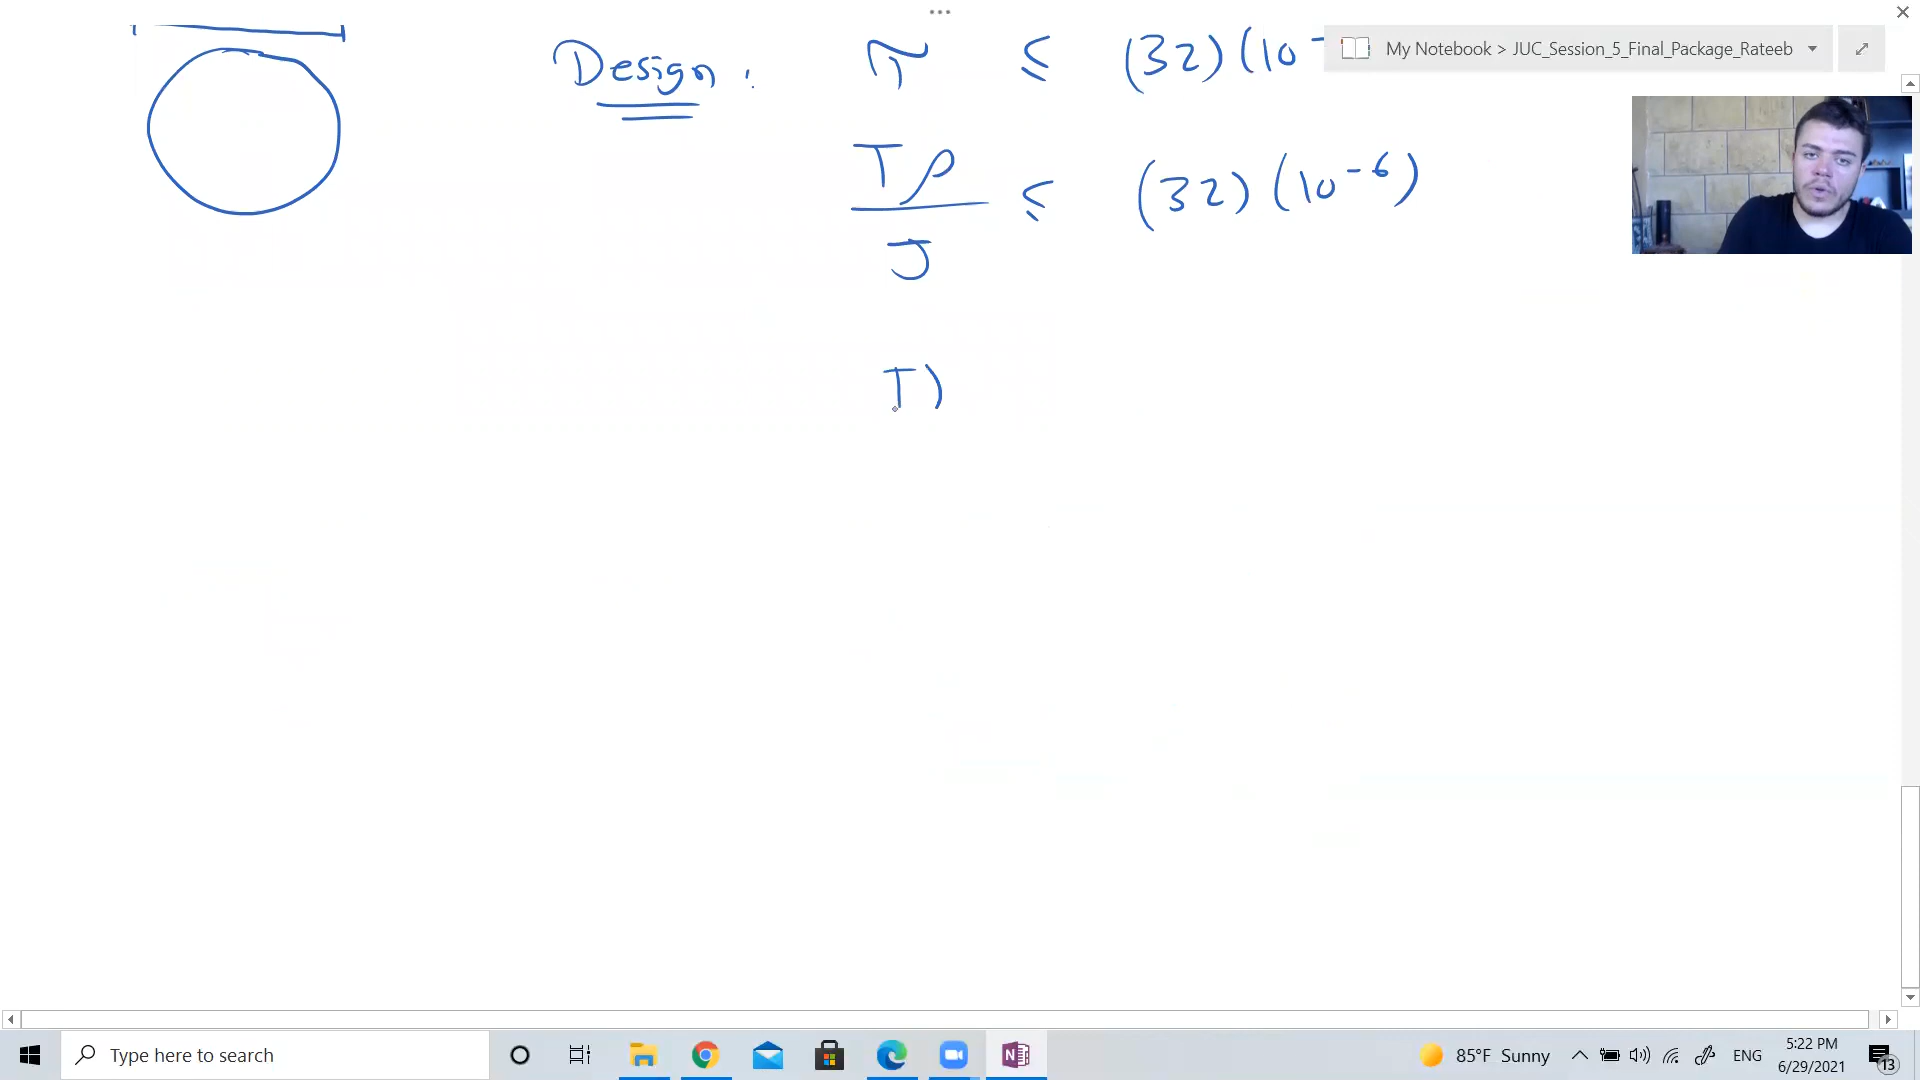 Design : τ ≤ (32)(10⁻
My Notebook > JUC_Session_5_Final_Package_Rateeb
Tρ
J ≤ (32)(10⁻⁶)
T)
Type here to search
85°F Sunny
ENG
5:22 PM
6/29/2021
13